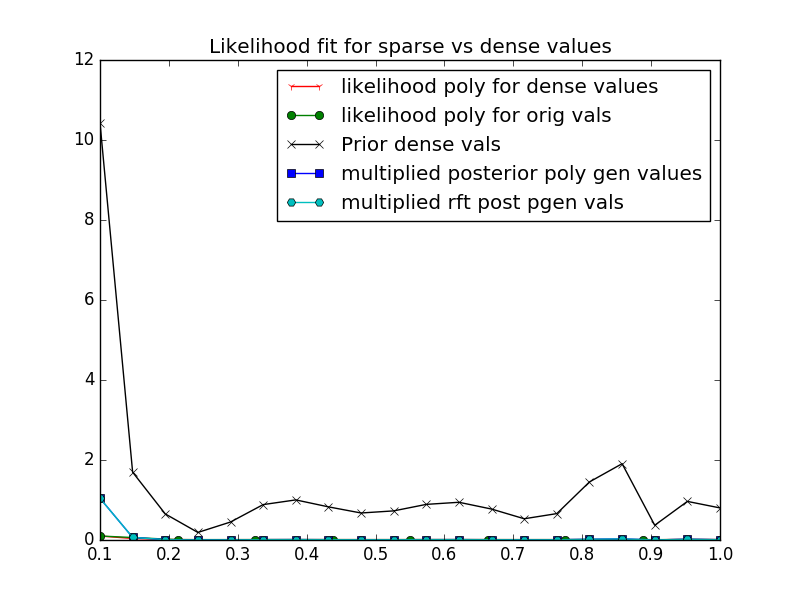 Likelihood fit for sparse vs dense values
12
10
8
6
4
2
0
likelihood poly for dense values
likelihood poly for orig vals
Prior dense vals
multiplied posterior poly gen values
multiplied rft post pgen vals
0.1 0.2 0.3 0.4 0.5 0.6 0.7 0.8 0.9 1.0